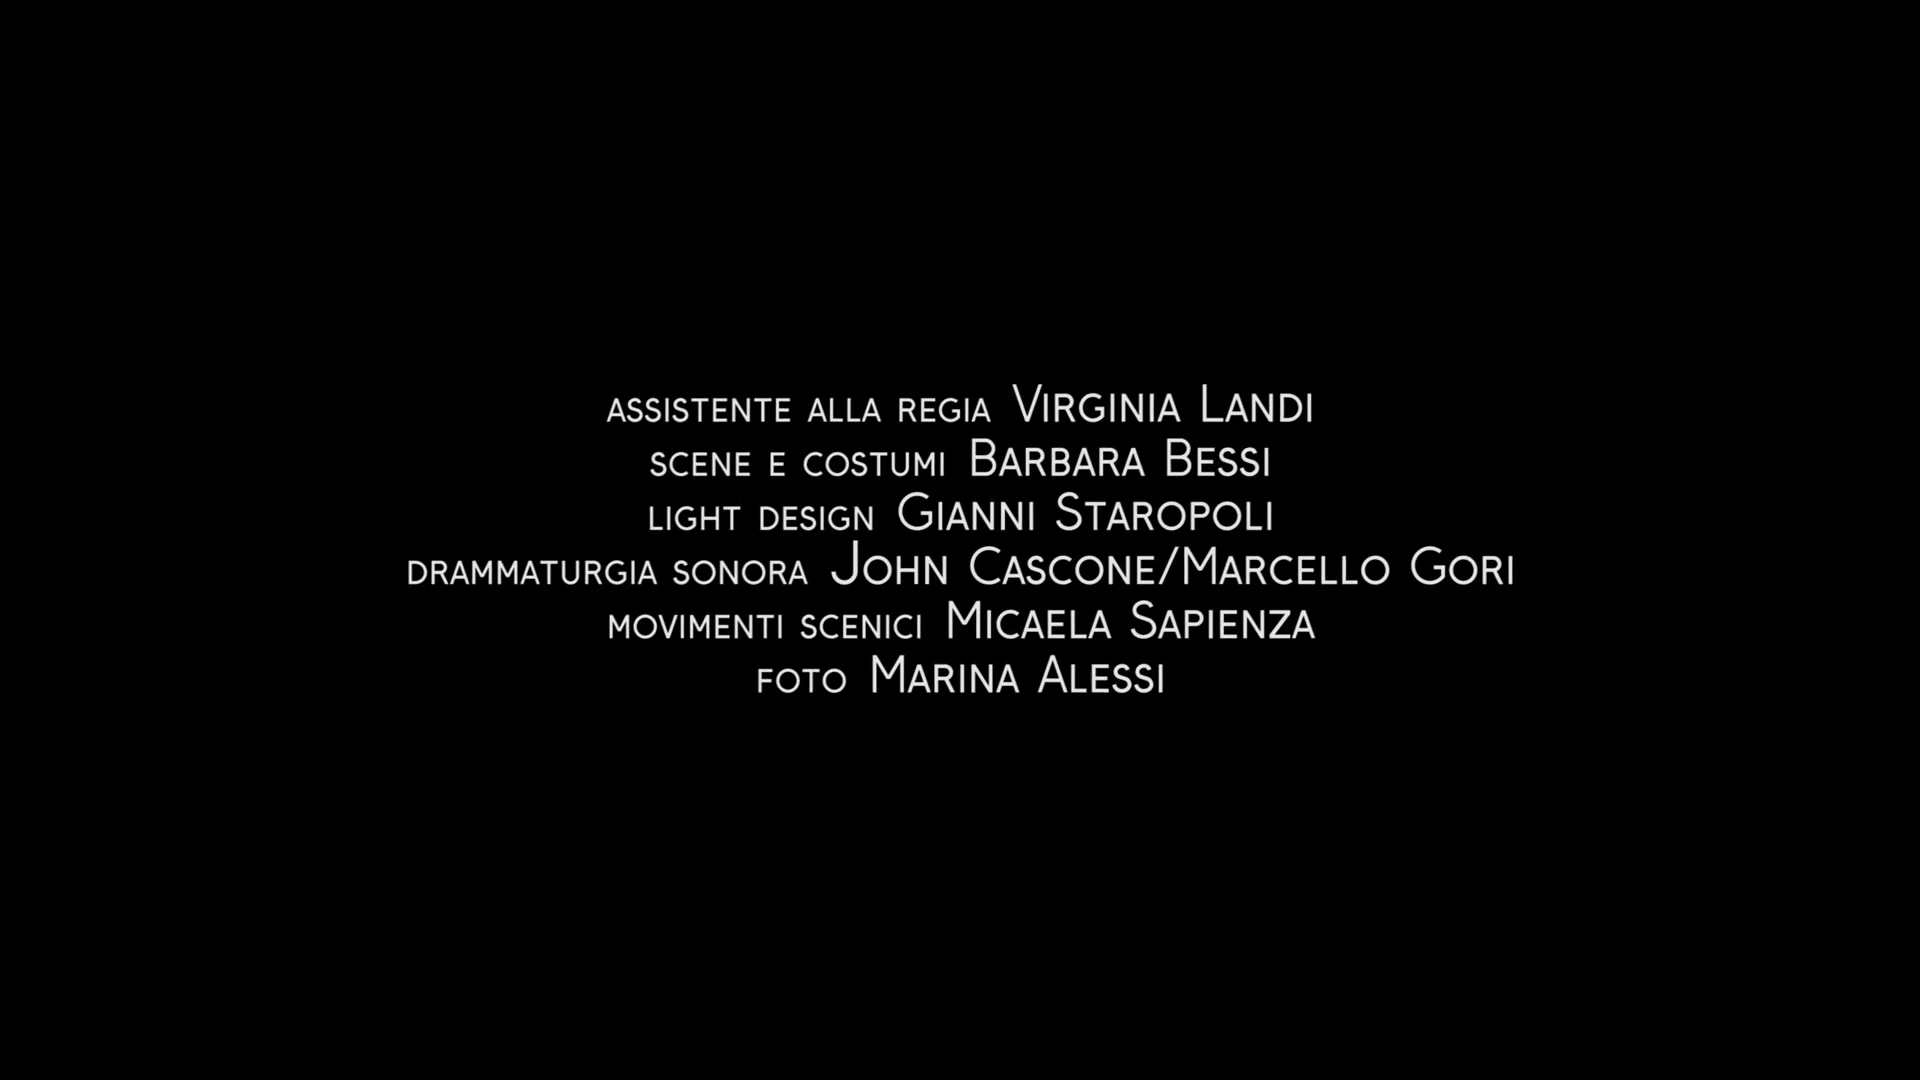 assistente alla regia Virginia Landi
scene e costumi Barbara Bessi
light design Gianni Staropoli
drammaturgia sonora John Cascone/Marcello Gori
movimenti scenici Micaela Sapienza
foto Marina Alessi